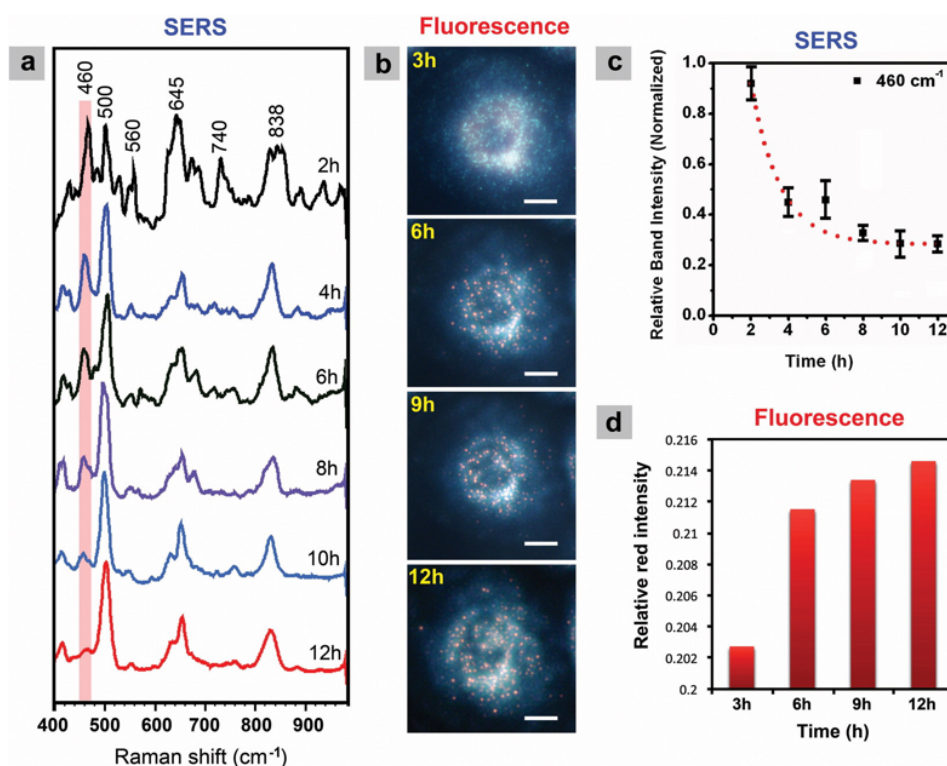 SERS
a
460
500
560
645
740
838
2h
4h
6h
8h
10h
12h
400 500 600 700 800 900
Raman shift (cm-1)
Fluorescence
b
3h
6h
9h
12h
SERS
c
460 cm-1
1.0
0.8
0.6
0.4
0.2
0.0
Relative Band Intensity (Normalized)
0 2 4 6 8 10 12
Time (h)
Fluorescence
d
0.216
0.214
0.212
0.21
0.208
0.206
0.204
0.202
0.2
Relative red intensity
3h 6h 9h 12h
Time (h)